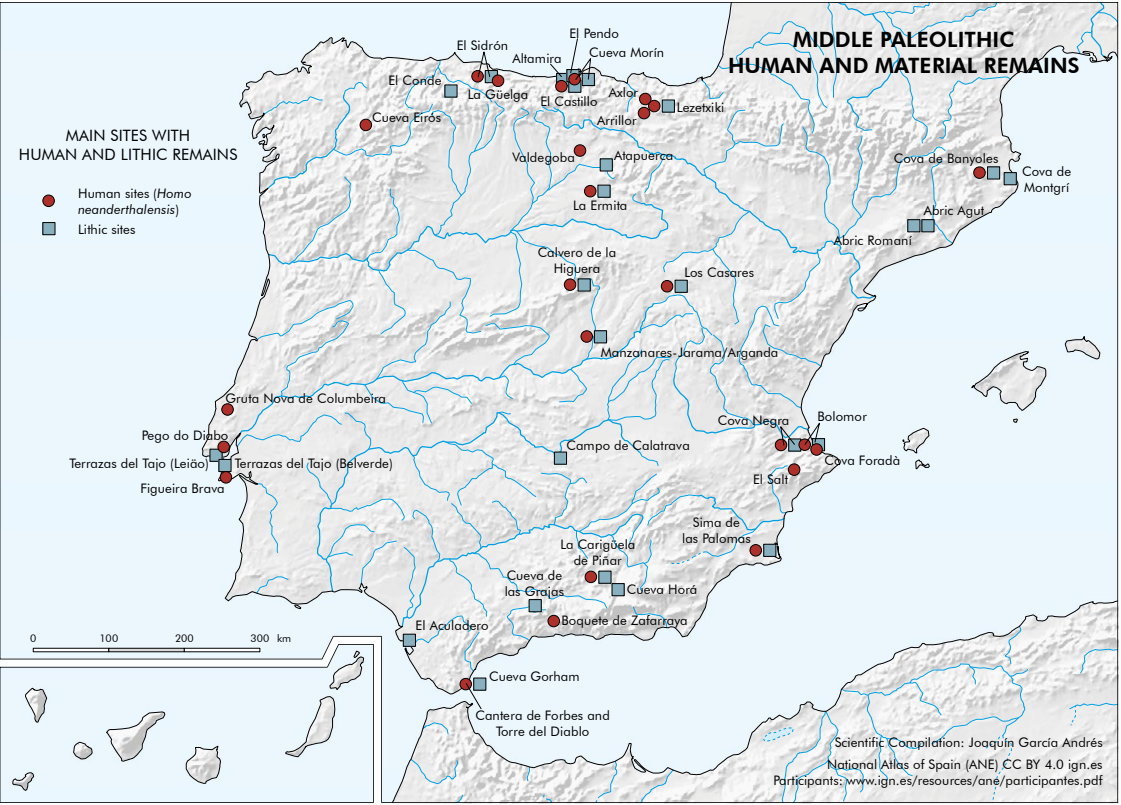 MIDDLE PALEOLITHIC
HUMAN AND MATERIAL REMAINS
MAIN SITES WITH
HUMAN AND LITHIC REMAINS
Human sites (Homo
neanderthalensis)
Lithic sites
El Pendo
El Sidrón
Cueva Morín
Altamira
El Conde
La Güelga
El Castillo
Axlor
Lezetxiki
Arrillor
Cueva Eirós
Valdegoba
Atapuerca
La Ermita
Cova de Banyoles
Cova de
Montgrí
Abric Agut
Abric Romaní
Calvero de la
Higuera
Los Casares
Manzanares-Jarama/Arganda
Gruta Nova de Columbeira
Pego do Diabo
Terrazas del Tajo (Leião)
Terrazas del Tajo (Belverde)
Figueira Brava
Campo de Calatrava
Cova Negra
Bolomor
Cova Foradà
El Salt
Sima de
las Palomas
La Carigüela
de Piñar
Cueva de
las Grajas
Cueva Horá
Boquete de Zafarraya
El Aculadero
Cueva Gorham
Cantera de Forbes and
Torre del Diablo
0 100 200 300 km
Scientific Compilation: Joaquín García Andrés
National Atlas of Spain (ANE) CC BY 4.0 ign.es
Participants: www.ign.es/resources/ane/participantes.pdf